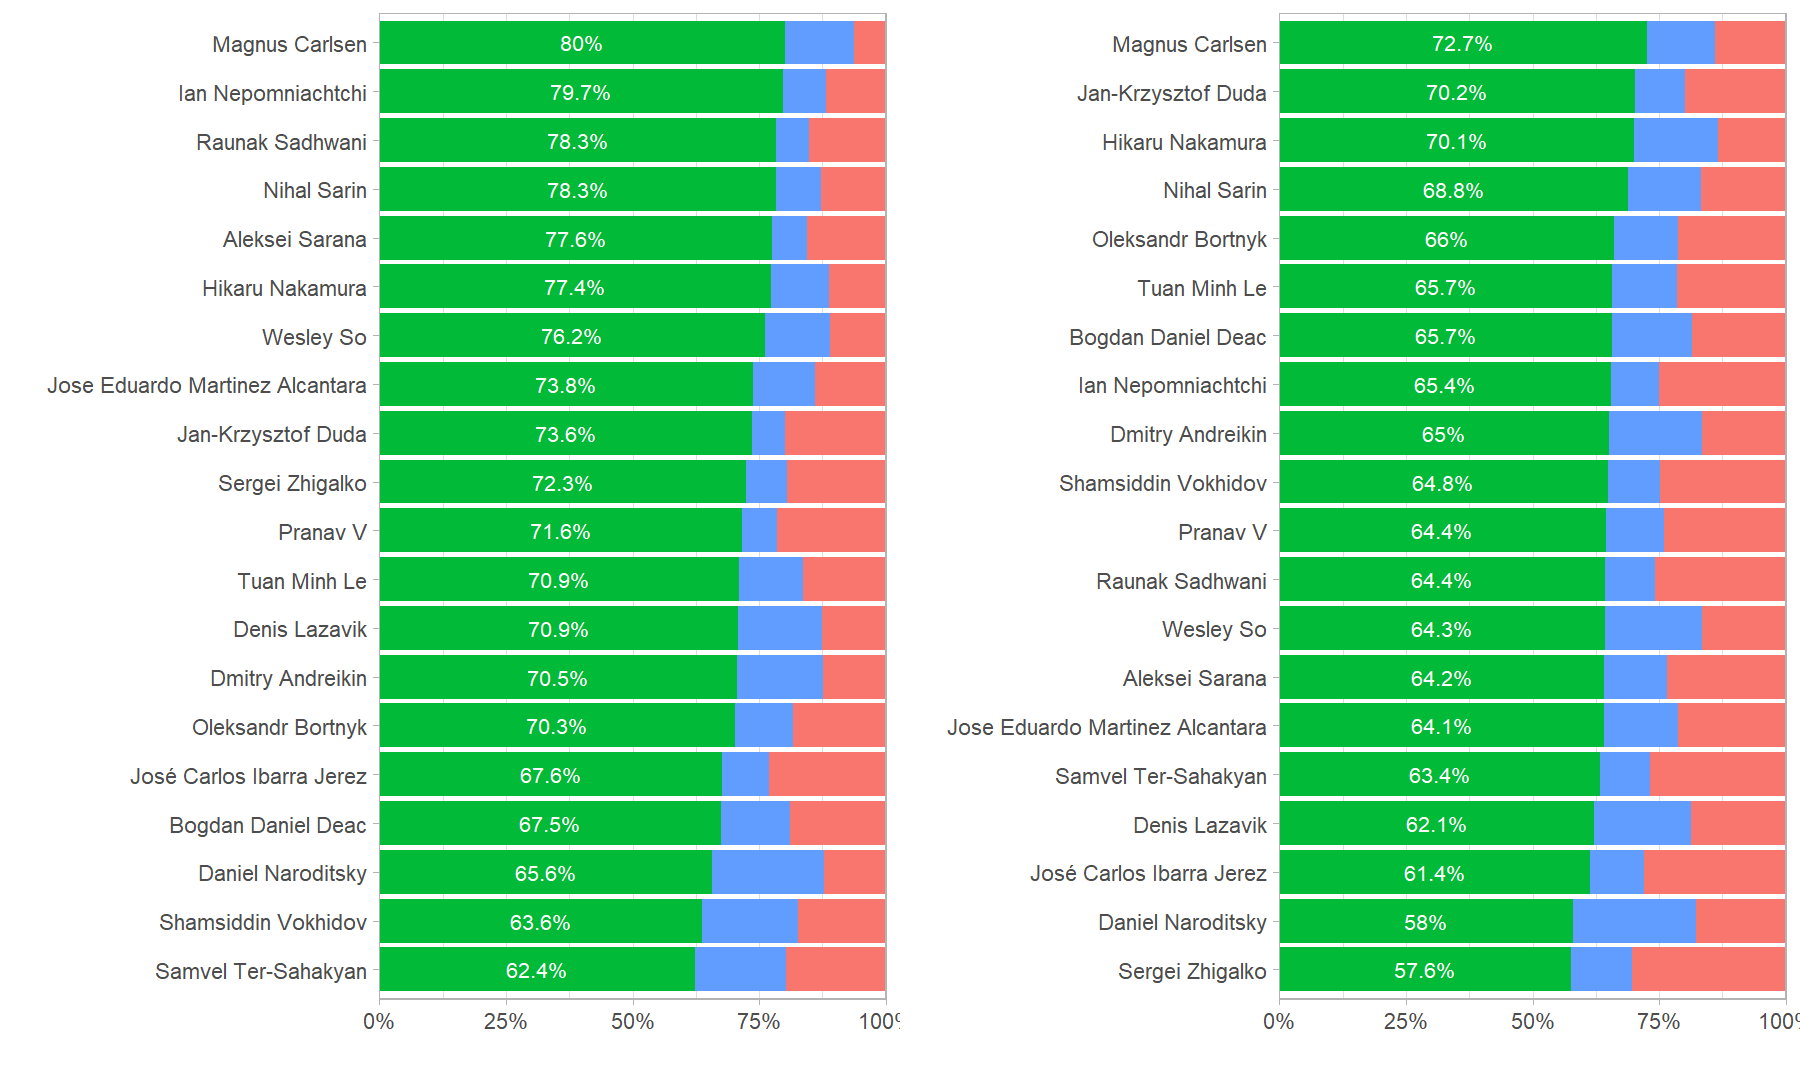 Magnus Carlsen 80%
Ian Nepomniachtchi 79.7%
Raunak Sadhwani 78.3%
Nihal Sarin 78.3%
Aleksei Sarana 77.6%
Hikaru Nakamura 77.4%
Wesley So 76.2%
Jose Eduardo Martinez Alcantara 73.8%
Jan-Krzysztof Duda 73.6%
Sergei Zhigalko 72.3%
Pranav V 71.6%
Tuan Minh Le 70.9%
Denis Lazavik 70.9%
Dmitry Andreikin 70.5%
Oleksandr Bortnyk 70.3%
José Carlos Ibarra Jerez 67.6%
Bogdan Daniel Deac 67.5%
Daniel Naroditsky 65.6%
Shamsiddin Vokhidov 63.6%
Samvel Ter-Sahakyan 62.4%
0% 25% 50% 75% 100%
Magnus Carlsen 72.7%
Jan-Krzysztof Duda 70.2%
Hikaru Nakamura 70.1%
Nihal Sarin 68.8%
Oleksandr Bortnyk 66%
Tuan Minh Le 65.7%
Bogdan Daniel Deac 65.7%
Ian Nepomniachtchi 65.4%
Dmitry Andreikin 65%
Shamsiddin Vokhidov 64.8%
Pranav V 64.4%
Raunak Sadhwani 64.4%
Wesley So 64.3%
Aleksei Sarana 64.2%
Jose Eduardo Martinez Alcantara 64.1%
Samvel Ter-Sahakyan 63.4%
Denis Lazavik 62.1%
José Carlos Ibarra Jerez 61.4%
Daniel Naroditsky 58%
Sergei Zhigalko 57.6%
0% 25% 50% 75% 100%